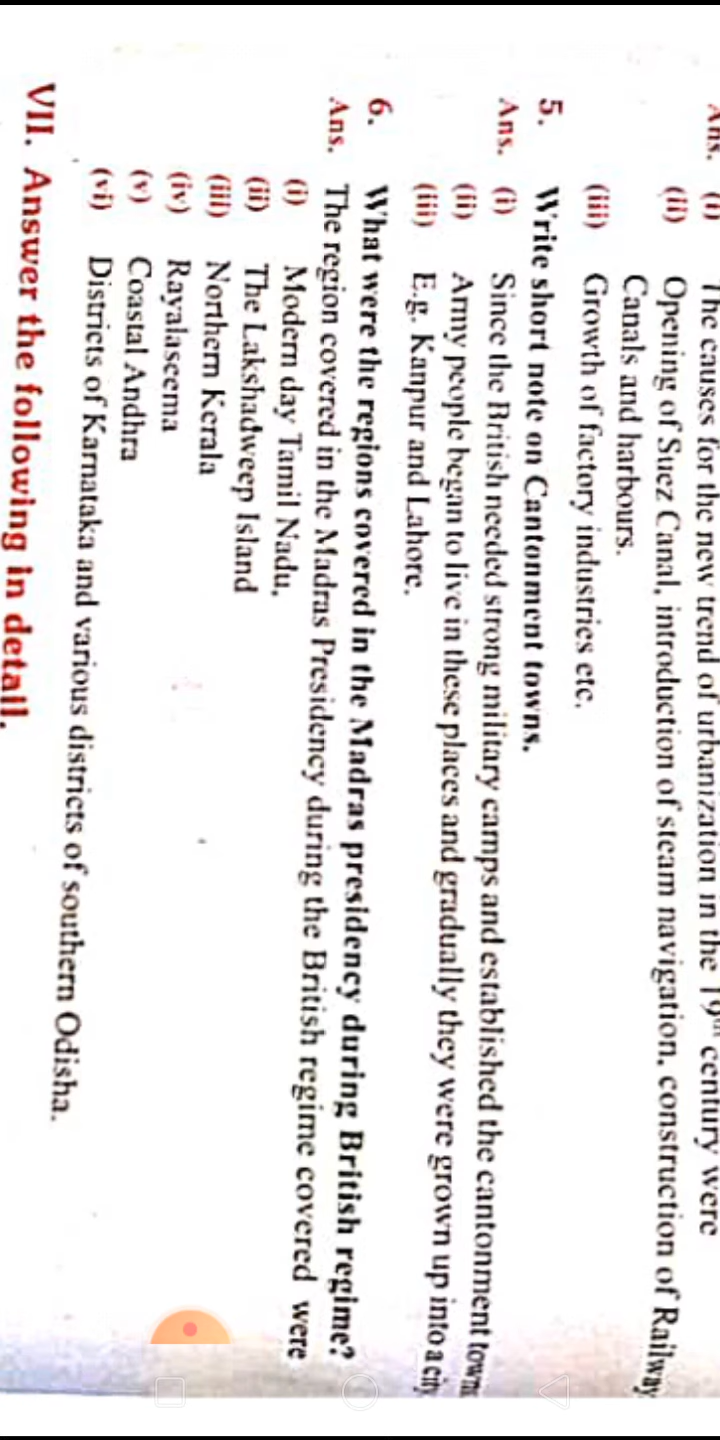 Ans. (i) The causes for the new trend of urbanization in the 19th century were
(ii) Opening of Suez Canal, introduction of steam navigation, construction of Railway
Canals and harbours.
(iii) Growth of factory industries etc.
5. Write short note on Cantonment towns.
Ans. (i) Since the British needed strong military camps and established the cantonment towns
(ii) Army people began to live in these places and gradually they were grown up into a city
(iii) E.g. Kanpur and Lahore.
6. What were the regions covered in the Madras presidency during British regime?
Ans. The region covered in the Madras Presidency during the British regime covered were
(i) Modern day Tamil Nadu,
(ii) The Lakshadweep Island
(iii) Northern Kerala
(iv) Rayalaseema
(v) Coastal Andhra
(vi) Districts of Karnataka and various districts of southern Odisha.
VII. Answer the following in detail.